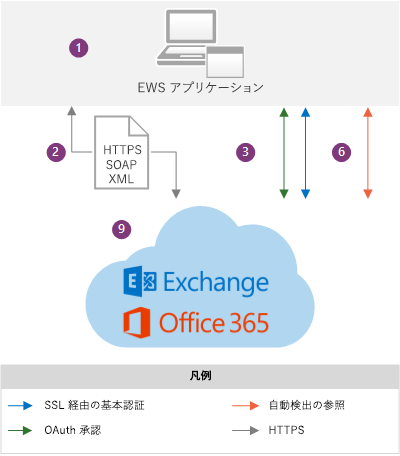 1
EWS アプリケーション
2
HTTPS
SOAP
XML
3
6
9
Exchange
Office 365
凡例
SSL 経由の基本認証
自動検出の参照
OAuth 承認
HTTPS